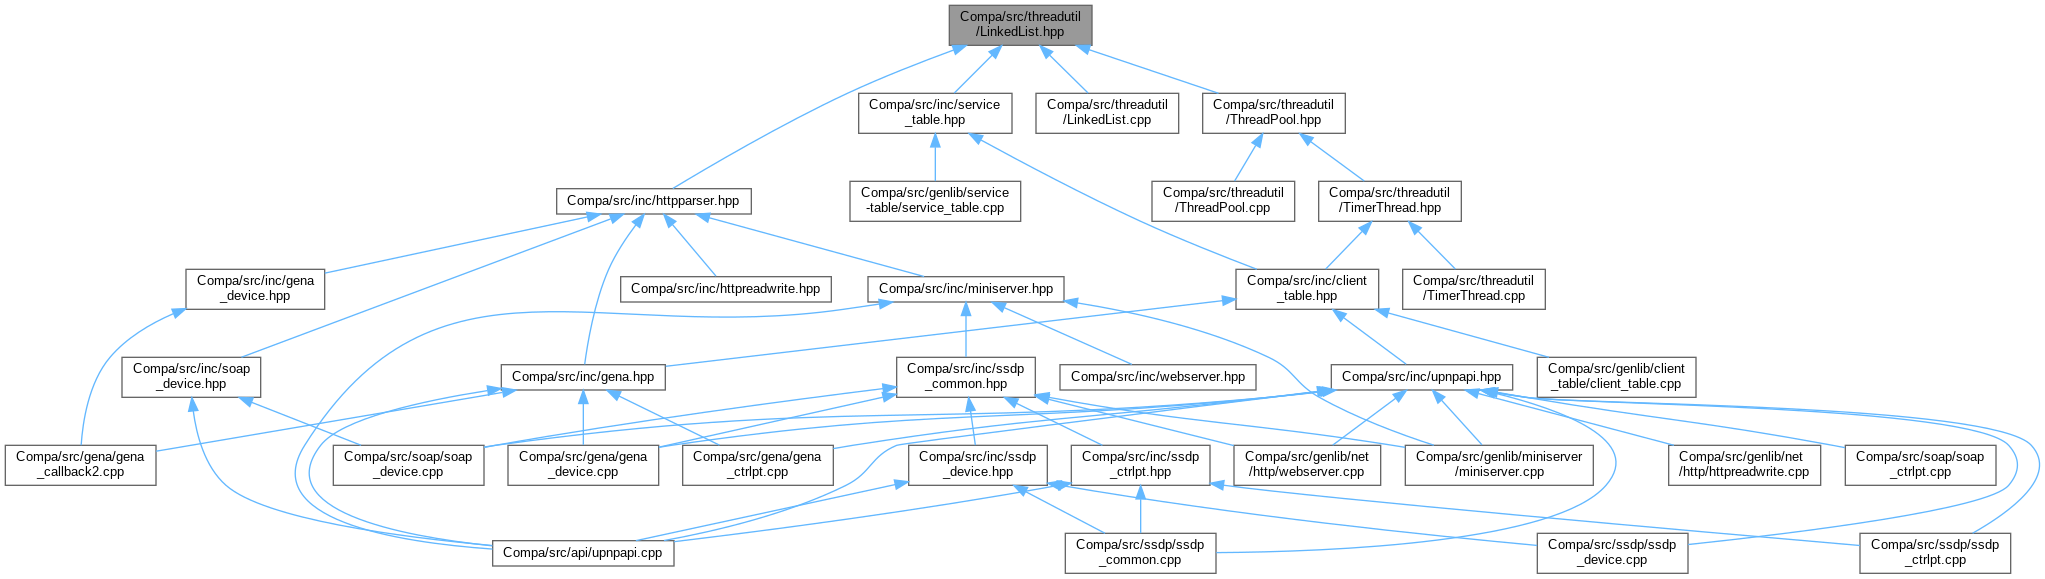 Compa/src/threadutil
/LinkedList.hpp
Compa/src/inc/service
_table.hpp
Compa/src/threadutil
/LinkedList.cpp
Compa/src/threadutil
/ThreadPool.hpp
Compa/src/inc/httpparser.hpp
Compa/src/genlib/service
-table/service_table.cpp
Compa/src/threadutil
/ThreadPool.cpp
Compa/src/threadutil
/TimerThread.hpp
Compa/src/inc/gena
_device.hpp
Compa/src/inc/httpreadwrite.hpp
Compa/src/inc/miniserver.hpp
Compa/src/inc/client
_table.hpp
Compa/src/threadutil
/TimerThread.cpp
Compa/src/inc/soap
_device.hpp
Compa/src/inc/gena.hpp
Compa/src/inc/ssdp
_common.hpp
Compa/src/inc/webserver.hpp
Compa/src/inc/upnpapi.hpp
Compa/src/genlib/client
_table/client_table.cpp
Compa/src/gena/gena
_callback2.cpp
Compa/src/soap/soap
_device.cpp
Compa/src/gena/gena
_device.cpp
Compa/src/gena/gena
_ctrlpt.cpp
Compa/src/inc/ssdp
_device.hpp
Compa/src/inc/ssdp
_ctrlpt.hpp
Compa/src/genlib/net
/http/webserver.cpp
Compa/src/genlib/miniserver
/miniserver.cpp
Compa/src/genlib/net
/http/httpreadwrite.cpp
Compa/src/soap/soap
_ctrlpt.cpp
Compa/src/api/upnpapi.cpp
Compa/src/ssdp/ssdp
_common.cpp
Compa/src/ssdp/ssdp
_device.cpp
Compa/src/ssdp/ssdp
_ctrlpt.cpp